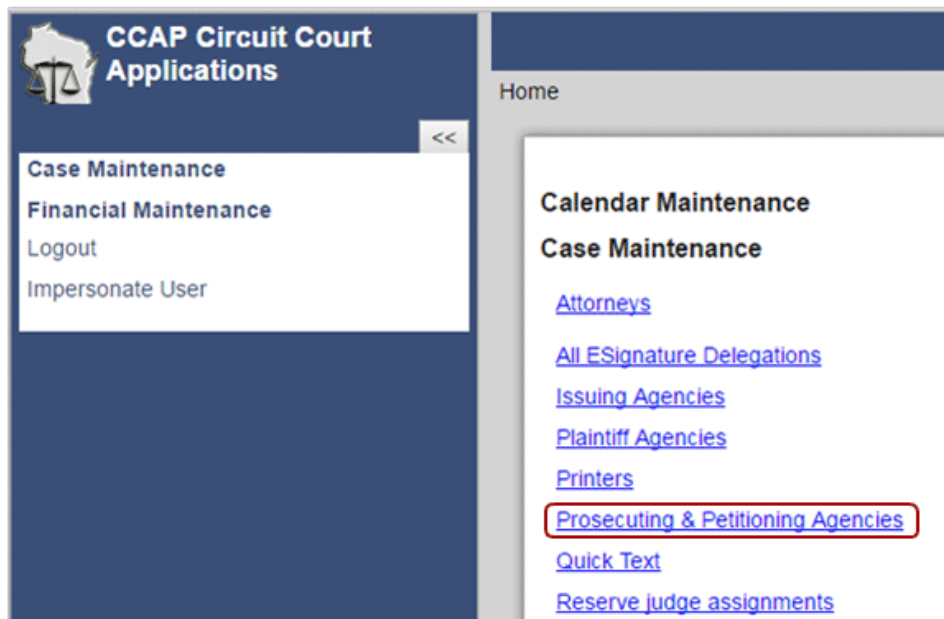 CCAP Circuit Court
Applications
<<
Case Maintenance
Financial Maintenance
Logout
Impersonate User
Home
Calendar Maintenance
Case Maintenance
Attorneys
All ESignature Delegations
Issuing Agencies
Plaintiff Agencies
Printers
Prosecuting & Petitioning Agencies
Quick Text
Reserve judge assignments